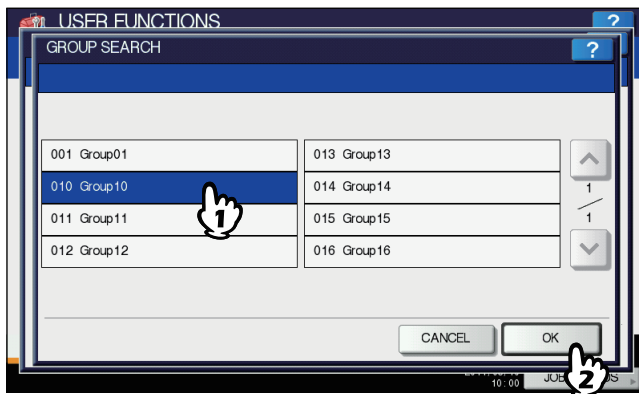 USER FUNCTIONS
?
GROUP SEARCH
?
001 Group01
013 Group13
010 Group10
014 Group14
1
1
011 Group11
015 Group15
1
012 Group12
016 Group16
CANCEL
OK
2
10:00